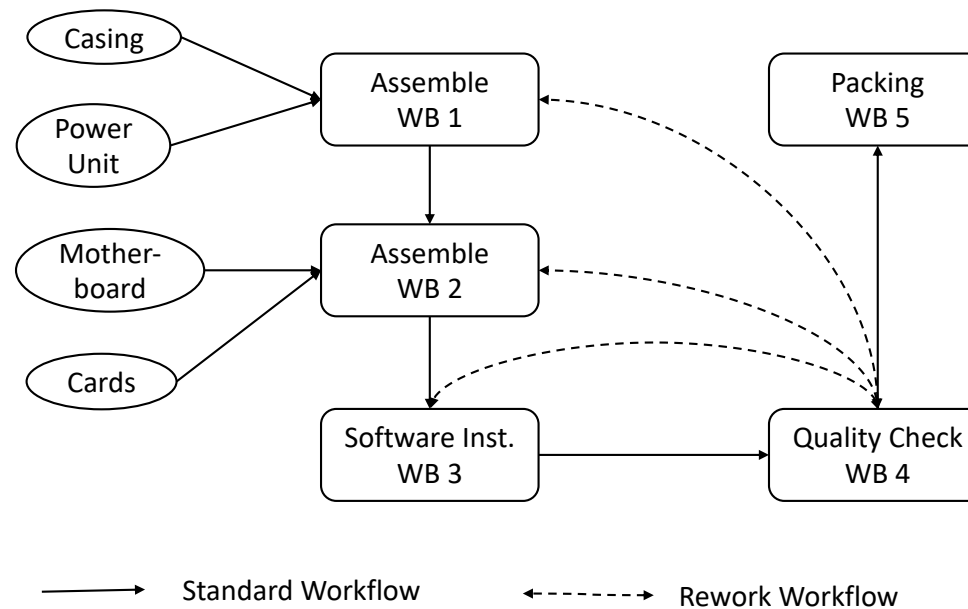 Casing
Power
Unit
Mother-
board
Cards
Assemble
WB 1
Assemble
WB 2
Software Inst.
WB 3
Packing
WB 5
Quality Check
WB 4
Standard Workflow
Rework Workflow